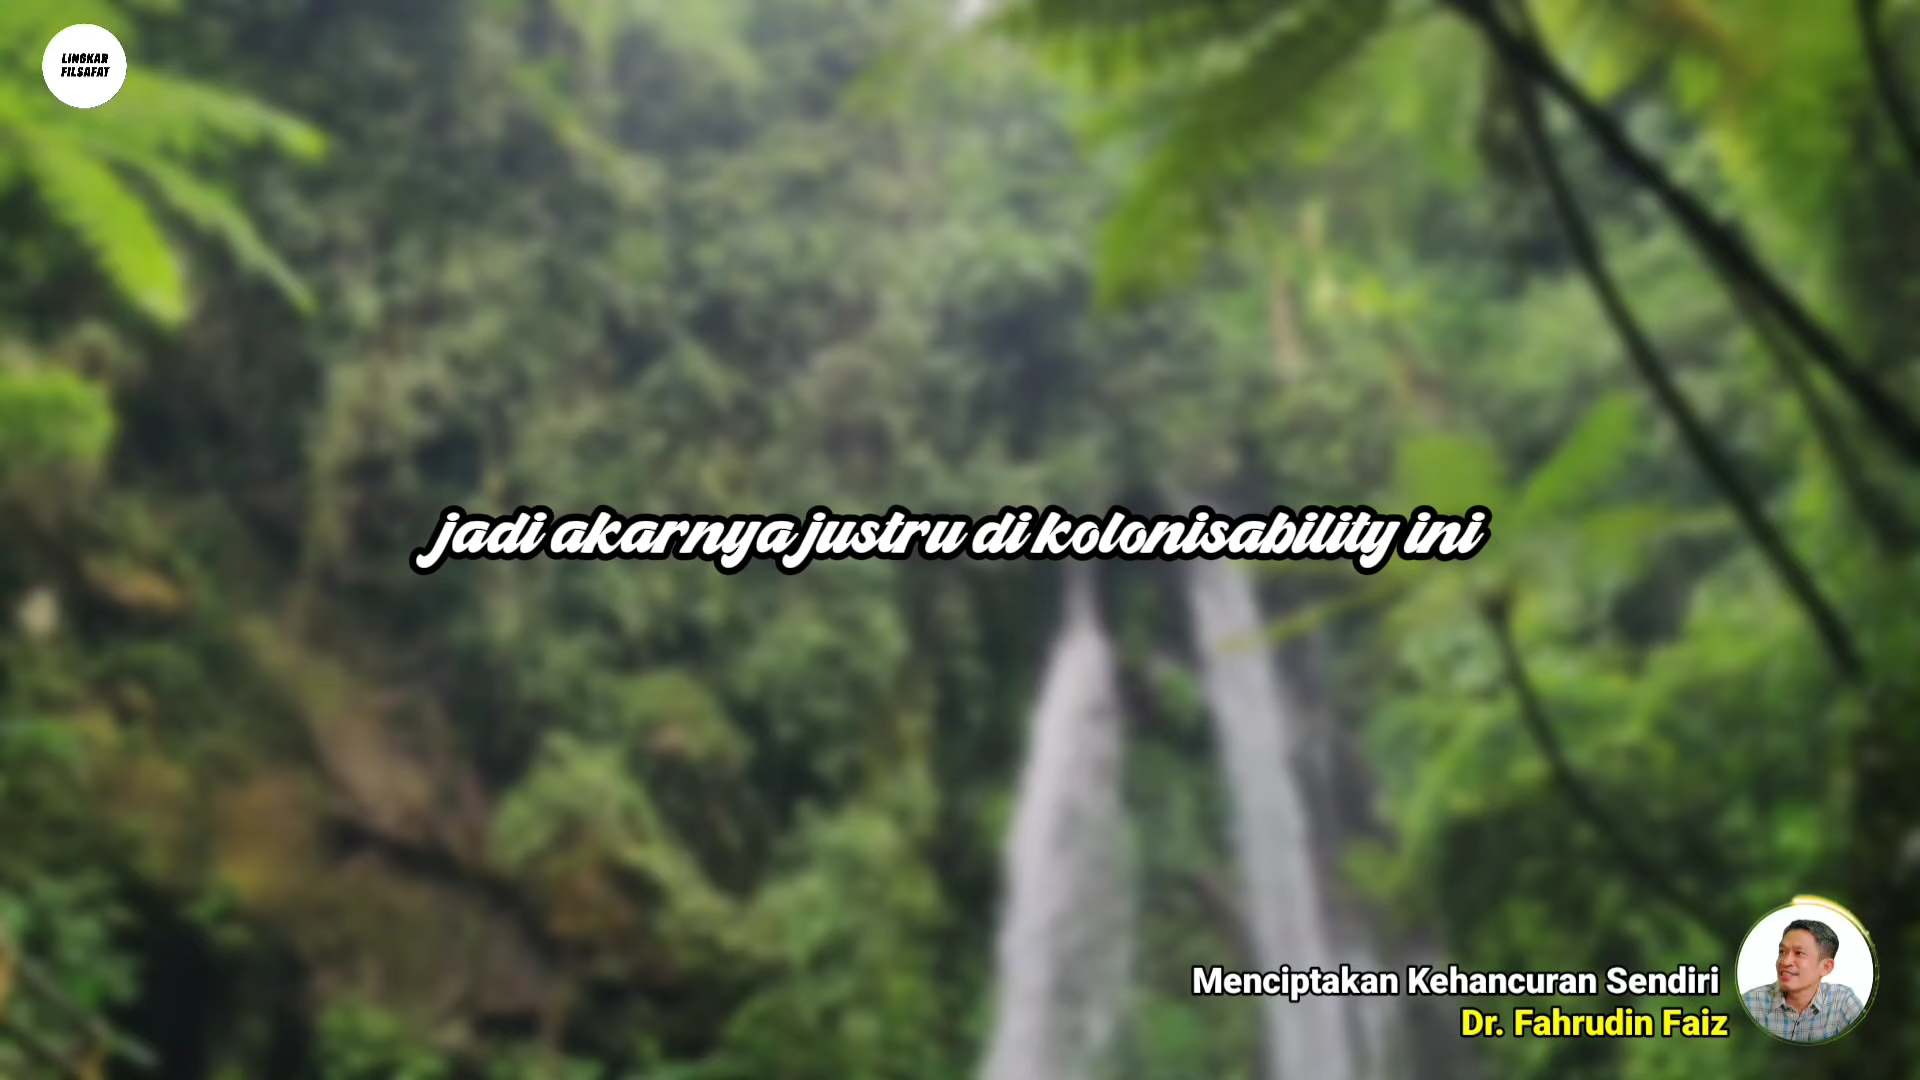 LINGKAR
FILSAFAT
jadi akarnya justru di kolonisability ini
Menciptakan Kehancuran Sendiri
Dr. Fahrudin Faiz